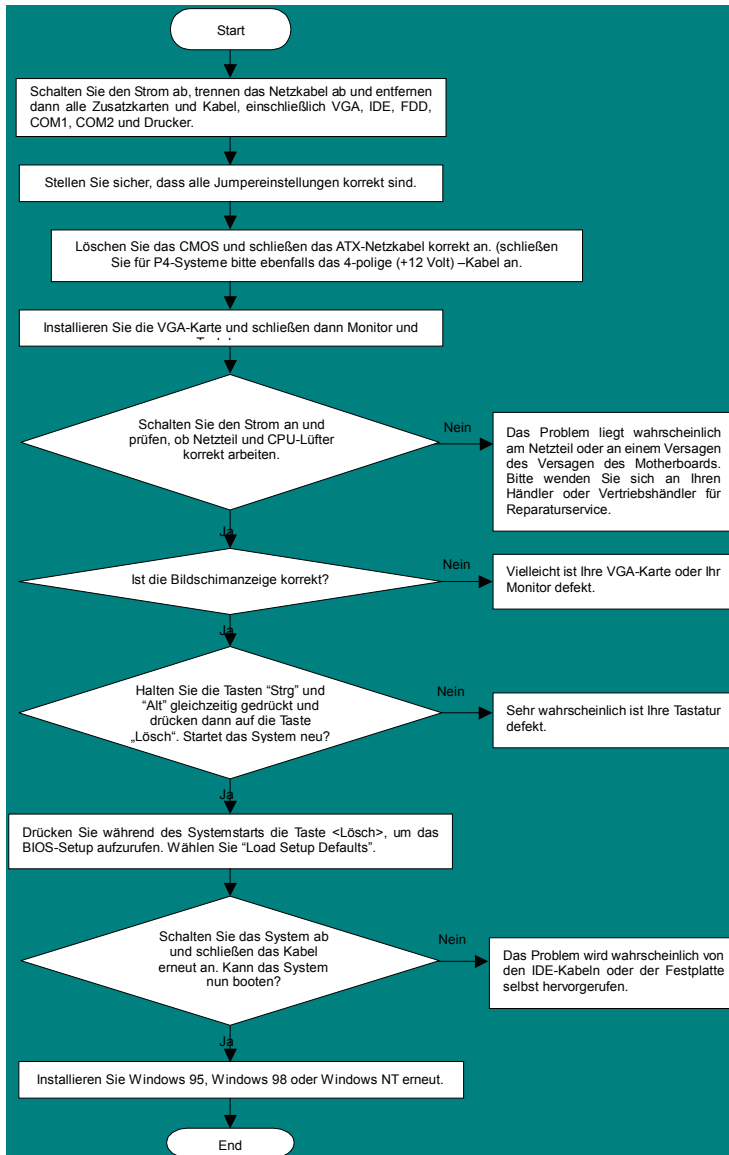 Start
Schalten Sie den Strom ab, trennen das Netzkabel ab und entfernen
dann alle Zusatzkarten und Kabel, einschließlich VGA, IDE, FDD,
COM1, COM2 und Drucker.
Stellen Sie sicher, dass alle Jumpereinstellungen korrekt sind.
Löschen Sie das CMOS und schließen das ATX-Netzkabel korrekt an. (schließen
Sie für P4-Systeme bitte ebenfalls das 4-polige (+12 Volt) –Kabel an.
Installieren Sie die VGA-Karte und schließen dann Monitor und
Schalten Sie den Strom an und
prüfen, ob Netzteil und CPU-Lüfter
korrekt arbeiten.
Nein
Das Problem liegt wahrscheinlich
am Netzteil oder an einem Versagen
des Versagen des Motherboards.
Bitte wenden Sie sich an Ihren
Händler oder Vertriebshändler für
Reparaturservice.
Ja
Ist die Bildschimanzeige korrekt?
Nein
Vielleicht ist Ihre VGA-Karte oder Ihr
Monitor defekt.
Ja
Halten Sie die Tasten “Strg” und
“Alt” gleichzeitig gedrückt und
drücken dann auf die Taste
„Lösch“. Startet das System neu?
Nein
Sehr wahrscheinlich ist Ihre Tastatur
defekt.
Ja
Drücken Sie während des Systemstarts die Taste <Lösch>, um das
BIOS-Setup aufzurufen. Wählen Sie “Load Setup Defaults”.
Schalten Sie das System ab
und schließen das Kabel
erneut an. Kann das System
nun booten?
Nein
Das Problem wird wahrscheinlich von
den IDE-Kabeln oder der Festplatte
selbst hervorgerufen.
Ja
Installieren Sie Windows 95, Windows 98 oder Windows NT erneut.
End